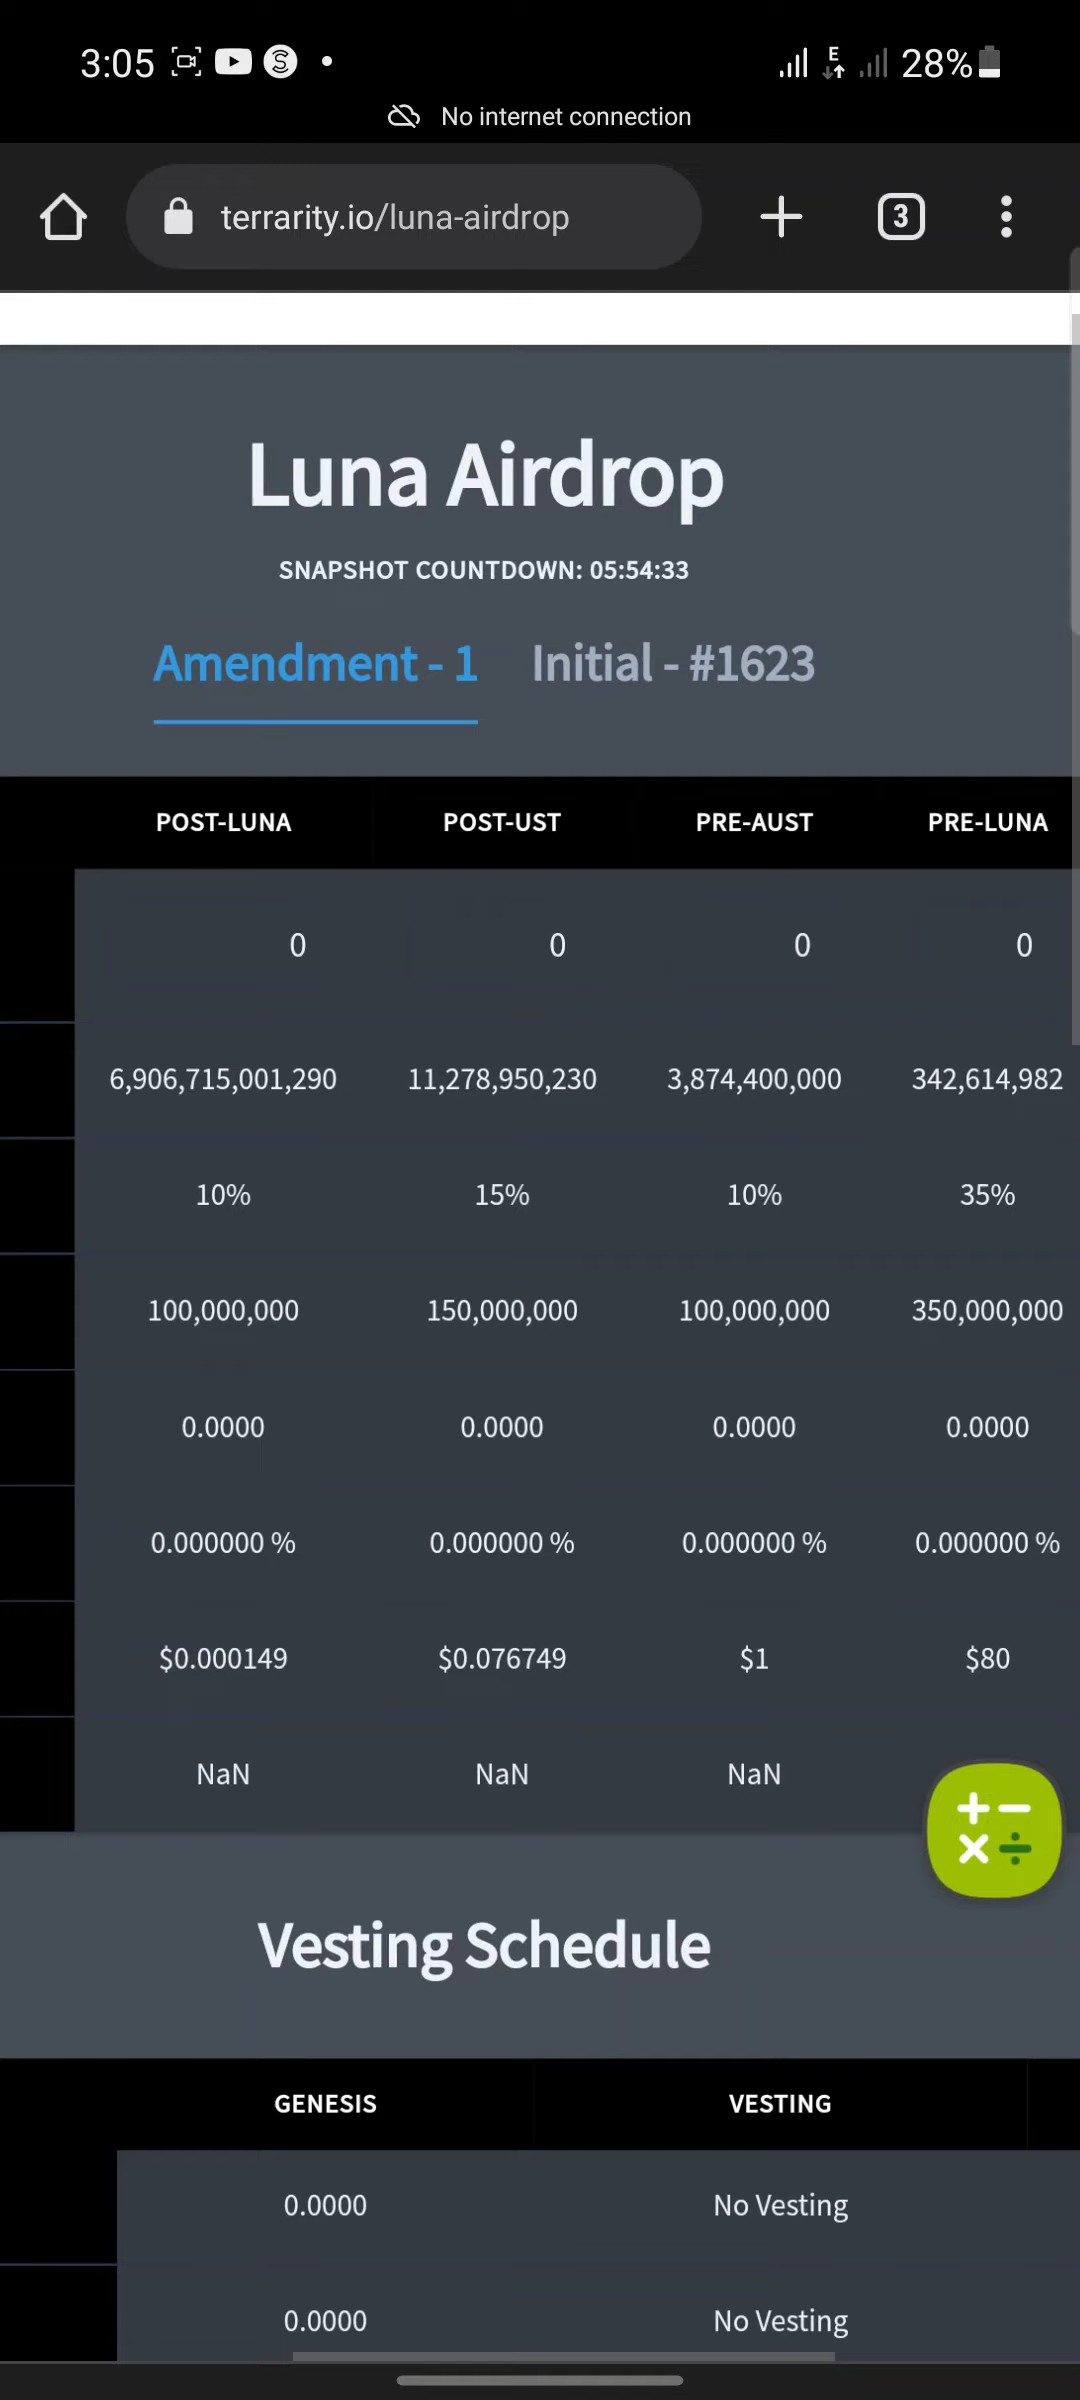 3:05 28%
E
No internet connection
terrarity.io/luna-airdrop 3
Luna Airdrop
SNAPSHOT COUNTDOWN: 05:54:33
Amendment - 1 Initial - #1623
POST-LUNA POST-UST PRE-AUST PRE-LUNA
0 0 0 0
6,906,715,001,290 11,278,950,230 3,874,400,000 342,614,982
10% 15% 10% 35%
100,000,000 150,000,000 100,000,000 350,000,000
0.0000 0.0000 0.0000 0.0000
0.000000 % 0.000000 % 0.000000 % 0.000000 %
$0.000149 $0.076749 $1 $80
NaN NaN NaN
Vesting Schedule
GENESIS VESTING
0.0000 No Vesting
0.0000 No Vesting